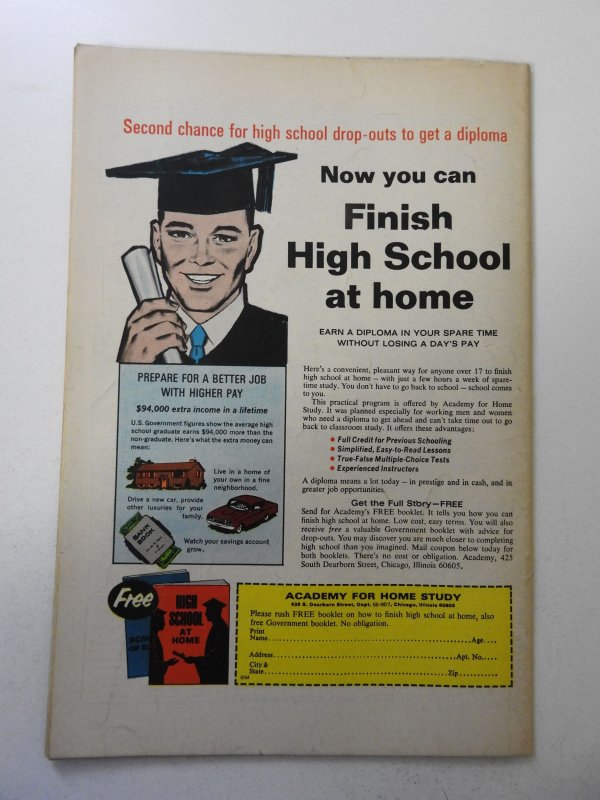 Second chance for high school drop-outs to get a diploma
Now you can
Finish
High School
at home
EARN A DIPLOMA IN YOUR SPARE TIME
WITHOUT LOSING A DAY'S PAY
PREPARE FOR A BETTER JOB
WITH HIGHER PAY
$94,000 extra income in a lifetime
U.S. Government figures show the average high
school graduate earns $94,000 more than the
non-graduate. Here's what the extra money can
mean:
Live in a home of
your own in a fine
neighborhood.
Drive a new car, provide
other luxuries for your
family.
BANK
BOOK
Watch your savings account
grow.
Here's a convenient, pleasant way for anyone over 17 to finish
high school at home — with just a few hours a week of spare-
time study. You don't have to go back to school — school comes
to you.
This practical program is offered by Academy for Home
Study. It was planned especially for working men and women
who need a diploma to get ahead and can't take time out to go
back to classroom study. It offers these advantages:
• Full Credit for Previous Schooling
• Simplified, Easy-to-Read Lessons
• True-False Multiple-Choice Tests
• Experienced Instructors
A diploma means a lot today — in prestige and in cash, and in
greater job opportunities.
Get the Full Story—FREE
Send for Academy's FREE booklet. It tells you how you can
finish high school at home. Low cost, easy terms. You will also
receive free a valuable Government booklet with advice for
drop-outs. You may discover you are much closer to completing
high school than you imagined. Mail coupon below today for
both booklets. There's no cost or obligation. Academy, 425
South Dearborn Street, Chicago, Illinois 60605.
Free
HIGH
SCHOOL
AT
HOME
ACADEMY FOR HOME STUDY
425 S. Dearborn Street, Dept. Chicago, Illinois 60605
Please rush FREE booklet on how to finish high school at home, also
free Government booklet. No obligation.
Print
Name Age
Address Apt. No.
City &
State Zip